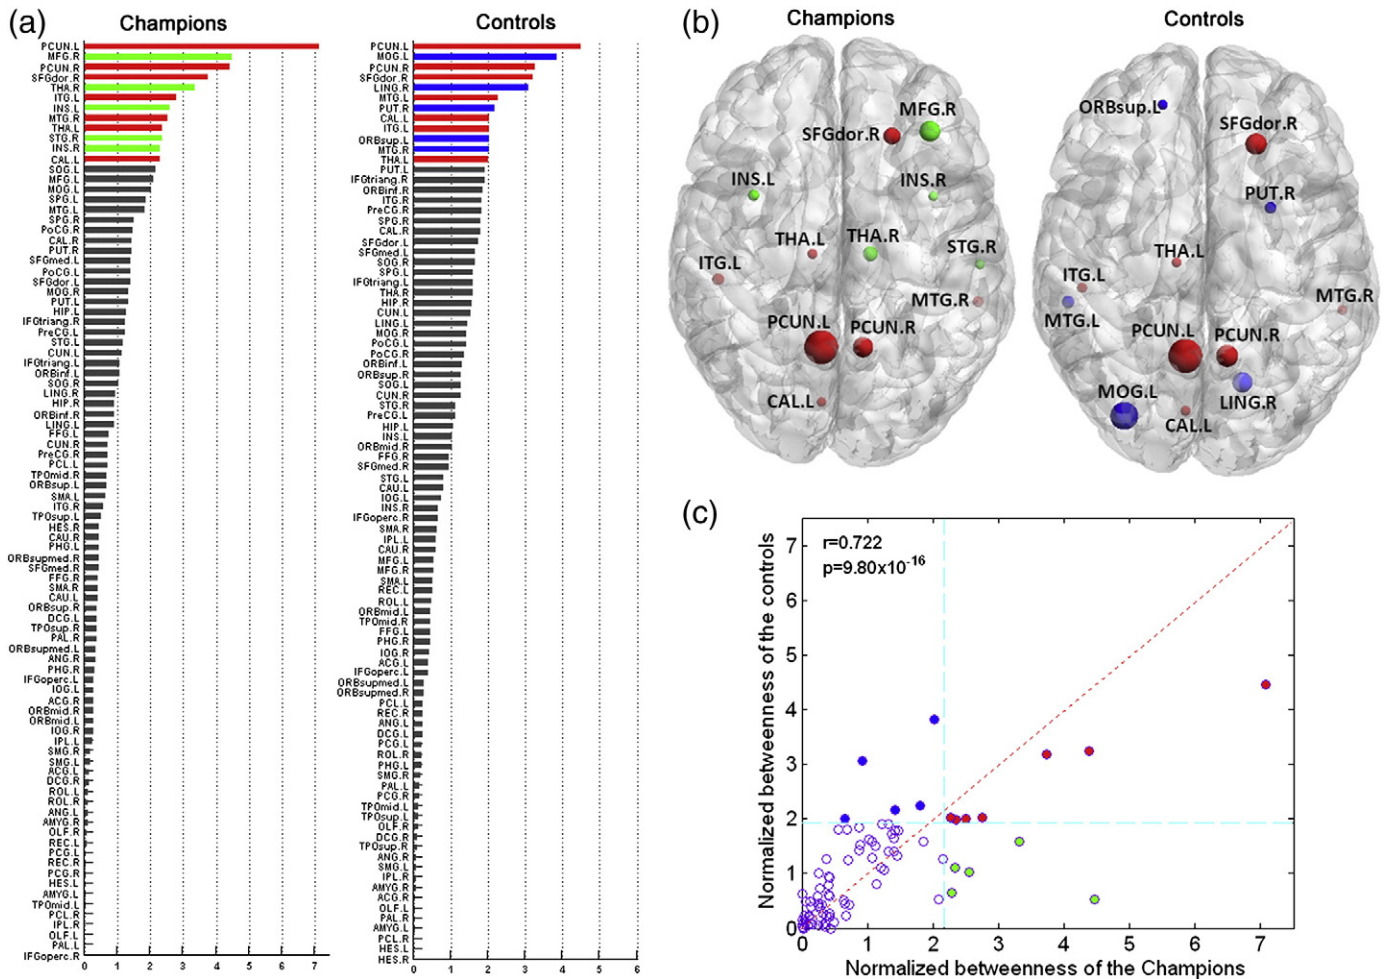 (a)
Champions
PCUN.L
MFG.R
PCUN.R
SFGdor.R
THA.R
ITG.L
INS.L
MTG.R
THA.L
STG.R
INS.R
CAL.L
SOG.L
MFG.L
MOG.L
SPG.L
MTG.L
SPG.R
PoCG.R
CAL.R
PUT.R
SFGmed.L
PoCG.L
SFGdor.L
MOG.R
PUT.L
HIP.L
IFGtriang.R
PreCG.L
STG.L
CUN.L
IFGtriang.L
ORBinf.L
SOG.R
LING.R
HIP.R
ORBinf.R
LING.L
FFG.L
CUN.R
PreCG.R
PCL.L
TPOmid.R
ORBsup.L
SMA.L
ITG.R
TPOsup.L
HES.R
CAU.R
PHG.L
ORBsupmed.R
SFGmed.R
FFG.R
SMA.R
CAU.L
ORBsup.R
DCG.L
TPOsup.R
PAL.R
ORBsupmed.L
ANG.R
PHG.R
IFGoperc.L
IOG.L
ACG.R
ORBmid.R
ORBmid.L
IOG.R
IPL.L
SMG.R
SMG.L
ACG.L
DCG.R
ROL.L
ROL.R
ANG.L
AMYG.R
OLF.R
REC.L
PCG.L
REC.R
PCG.R
HES.L
AMYG.L
TPOmid.L
PCL.R
IPL.R
OLF.L
PAL.L
IFGoperc.R
0 1 2 3 4 5 6 7
Controls
PCUN.L
MOG.L
PCUN.R
SFGdor.R
LING.R
MTG.L
PUT.R
CAL.L
ITG.L
ORBsup.L
MTG.R
THA.L
PUT.L
IFGtriang.R
ORBinf.R
ITG.R
PreCG.R
SPG.R
CAL.R
SFGdor.L
SFGmed.L
SOG.R
SPG.L
IFGtriang.L
THA.R
HIP.R
CUN.L
LING.L
MOG.R
PoCG.L
PoCG.R
ORBinf.L
ORBsup.R
SOG.L
CUN.R
STG.R
PreCG.L
HIP.L
INS.L
ORBmid.R
FFG.R
SFGmed.R
STG.L
CAU.L
IOG.L
INS.R
IFGoperc.R
SMA.R
IPL.L
CAU.R
MFG.L
MFG.R
SMA.L
REC.L
ROL.L
ORBmid.L
TPOmid.R
FFG.L
PHG.R
IOG.R
ACG.L
IFGoperc.L
ORBsupmed.L
ORBsupmed.R
PCL.L
REC.R
ANG.L
DCG.L
PCG.L
ROL.R
PHG.L
SMG.R
PAL.L
PCG.R
TPOmid.L
TPOsup.L
OLF.R
DCG.R
TPOsup.R
ANG.R
SMG.L
IPL.R
AMYG.R
ACG.R
OLF.L
PAL.R
AMYG.L
PCL.R
HES.L
HES.R
0 1 2 3 4 5 6
(b)
Champions
MFG.R
SFGdor.R
INS.L
INS.R
THA.L
THA.R
STG.R
ITG.L
MTG.R
PCUN.L
PCUN.R
CAL.L
Controls
ORBsup.L
SFGdor.R
PUT.R
THA.L
ITG.L
MTG.R
MTG.L
PCUN.L
PCUN.R
MOG.L
LING.R
CAL.L
(c)
r=0.722
p=9.80x10-16
Normalized betweenness of the controls
7
6
5
4
3
2
1
0
0 1 2 3 4 5 6 7
Normalized betweenness of the Champions